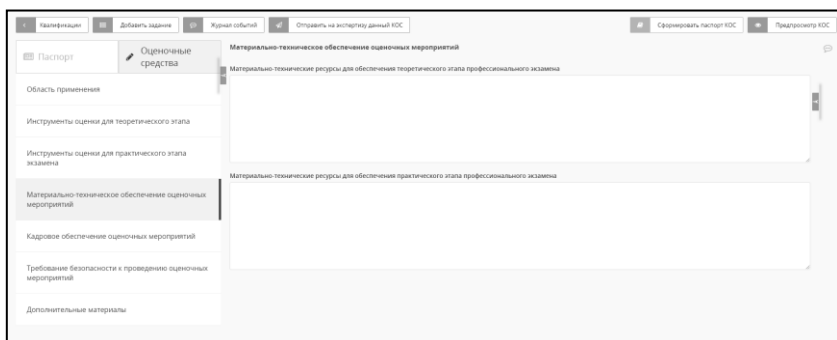 Квалификации
Добавить задание
Журнал событий
Отправить на экспертизу данный КОС
Сформировать паспорт КОС
Предпросмотр КОС
Паспорт
Оценочные
средства
Материально-техническое обеспечение оценочных мероприятий
Материально-технические ресурсы для обеспечения теоретического этапа профессионального экзамена
Область применения
Инструменты оценки для теоретического этапа
Инструменты оценки для практического этапа
экзамена
Материально-техническое обеспечение оценочных
мероприятий
Материально-технические ресурсы для обеспечения практического этапа профессионального экзамена
Кадровое обеспечение оценочных мероприятий
Требование безопасности к проведению оценочных
мероприятий
Дополнительные материалы